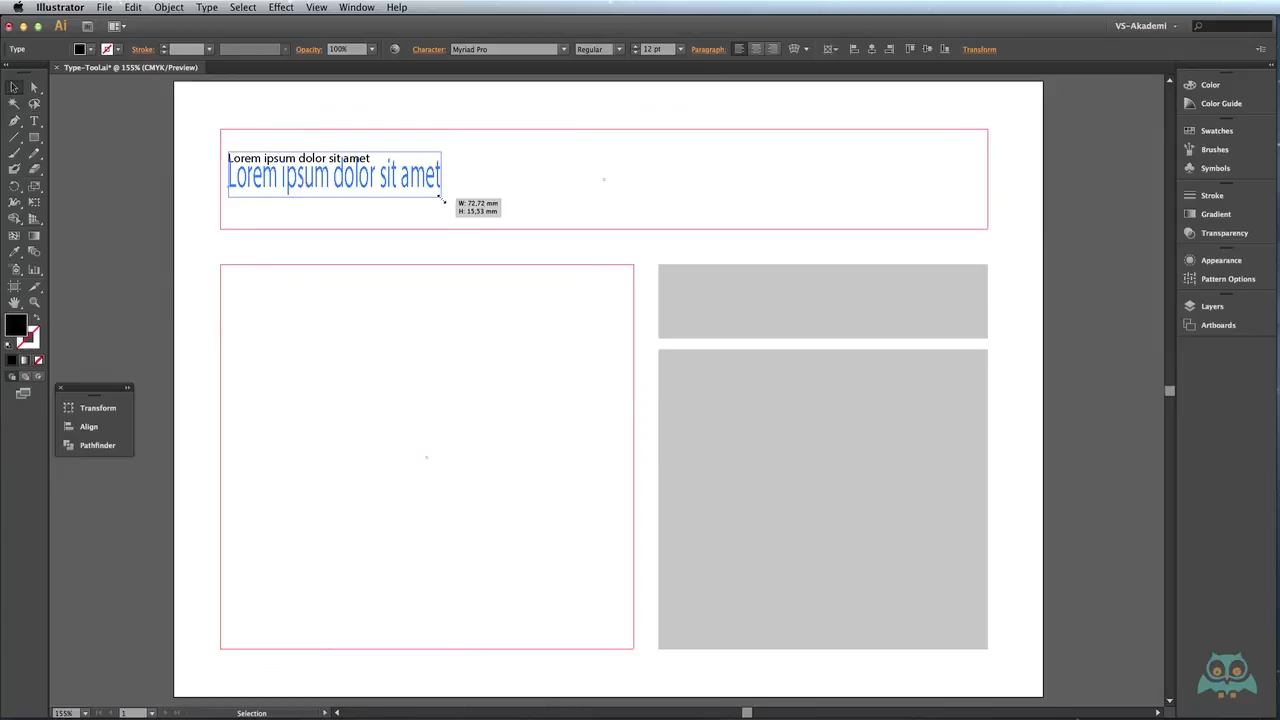 Illustrator File Edit Object Type Select Effect View Window Help
Ai VS-Akademi
Type Stroke: Opacity: 100% Character: Myriad Pro Regular 12 pt Paragraph: Transform
Type-Tool.ai* @ 155% (CMYK/Preview)
Color
Color Guide
Swatches
Brushes
Symbols
Stroke
Gradient
Transparency
Appearance
Pattern Options
Layers
Artboards
Lorem ipsum dolor sit amet
Lorem ipsum dolor sit amet
W: 72,72 mm
H: 15,53 mm
Transform
Align
Pathfinder
155% 1 Selection